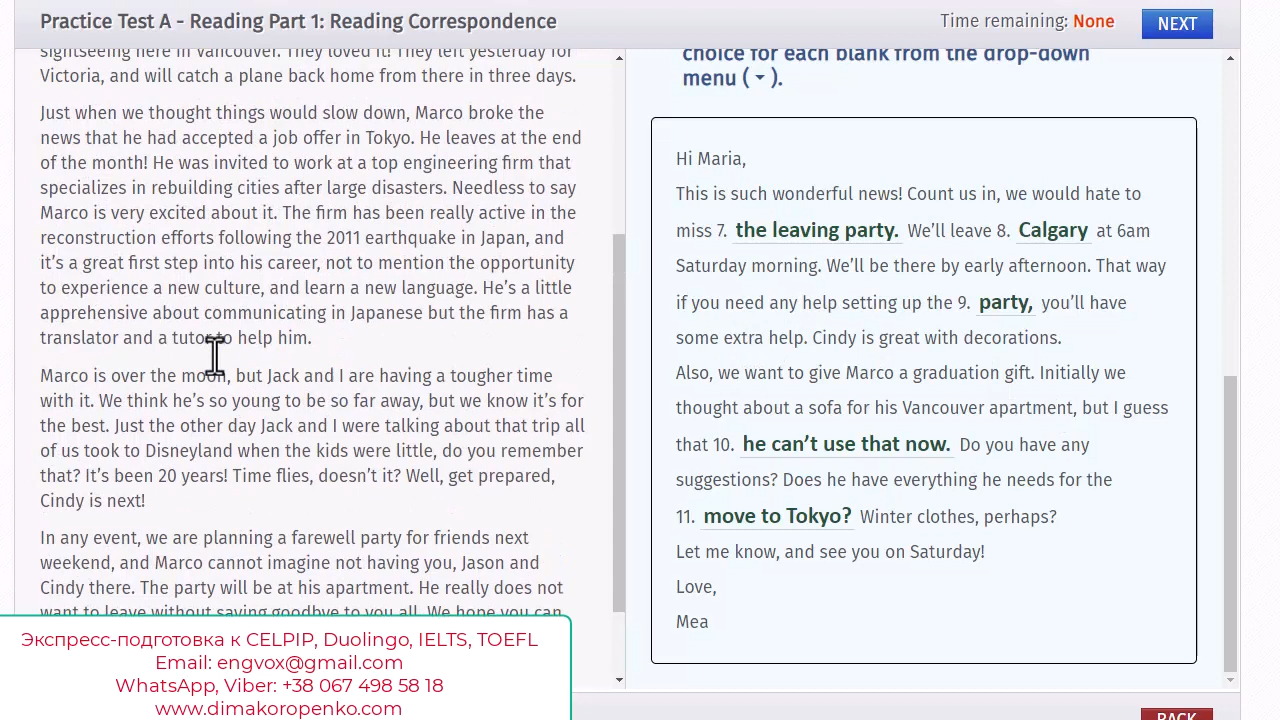 Practice Test A - Reading Part 1: Reading Correspondence
Time remaining: None
NEXT
sightseeing here in Vancouver. They loved it! They left yesterday for
Victoria, and will catch a plane back home from there in three days.
Just when we thought things would slow down, Marco broke the
news that he had accepted a job offer in Tokyo. He leaves at the end
of the month! He was invited to work at a top engineering firm that
specializes in rebuilding cities after large disasters. Needless to say
Marco is very excited about it. The firm has been really active in the
reconstruction efforts following the 2011 earthquake in Japan, and
it's a great first step into his career, not to mention the opportunity
to experience a new culture, and learn a new language. He's a little
apprehensive about communicating in Japanese but the firm has a
translator and a tutor to help him.
Marco is over the moon, but Jack and I are having a tougher time
with it. We think he's so young to be so far away, but we know it's for
the best. Just the other day Jack and I were talking about that trip all
of us took to Disneyland when the kids were little, do you remember
that? It's been 20 years! Time flies, doesn't it? Well, get prepared,
Cindy is next!
In any event, we are planning a farewell party for friends next
weekend, and Marco cannot imagine not having you, Jason and
Cindy there. The party will be at his apartment. He really does not
want to leave without saying goodbye to you all. We hope you can
choice for each blank from the drop-down
menu ( ).
Hi Maria,
This is such wonderful news! Count us in, we would hate to
miss 7. the leaving party. We'll leave 8. Calgary at 6am
Saturday morning. We'll be there by early afternoon. That way
if you need any help setting up the 9. party, you'll have
some extra help. Cindy is great with decorations.
Also, we want to give Marco a graduation gift. Initially we
thought about a sofa for his Vancouver apartment, but I guess
that 10. he can't use that now. Do you have any
suggestions? Does he have everything he needs for the
11. move to Tokyo? Winter clothes, perhaps?
Let me know, and see you on Saturday!
Love,
Mea
Экспресс-подготовка к CELPIP, Duolingo, IELTS, TOEFL
Email: engvox@gmail.com
WhatsApp, Viber: +38 067 498 58 18
www.dimakoropenko.com
BACK